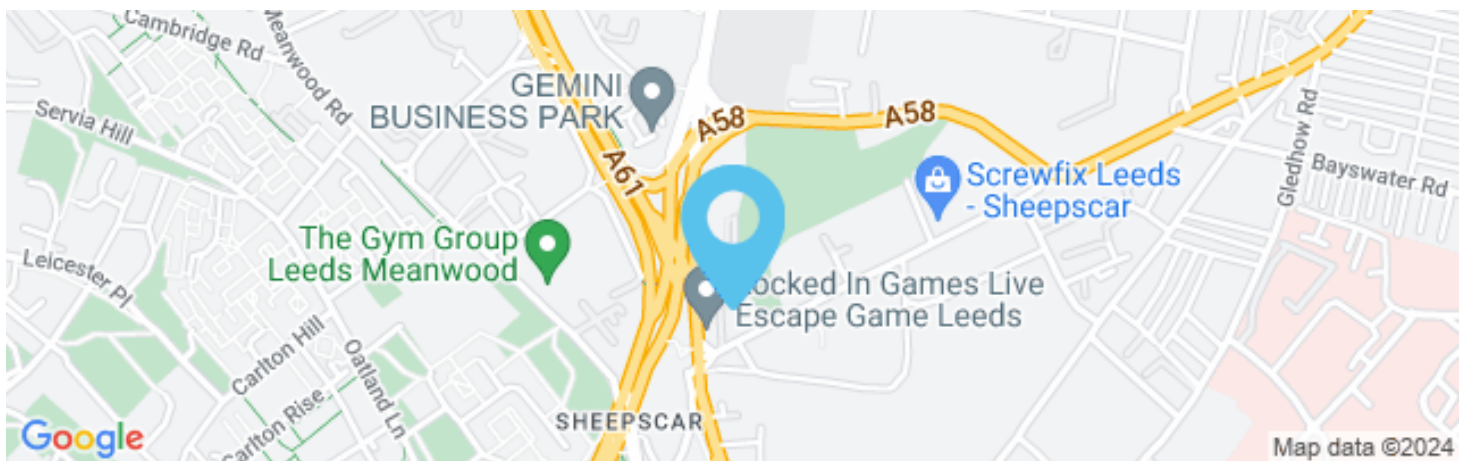 Cambridge Rd
Meanwood Rd
GEMINI
BUSINESS PARK
A58
A58
Servia Hill
A61
Gledhow Rd
Bayswater Rd
Screwfix Leeds
- Sheepscar
The Gym Group
Leeds Meanwood
Leicester Pl
ocked In Games Live
Escape Game Leeds
Carlton Hill
Oatland Ln
Carlton Rise
SHEEPSCAR
Google
Map data ©2024